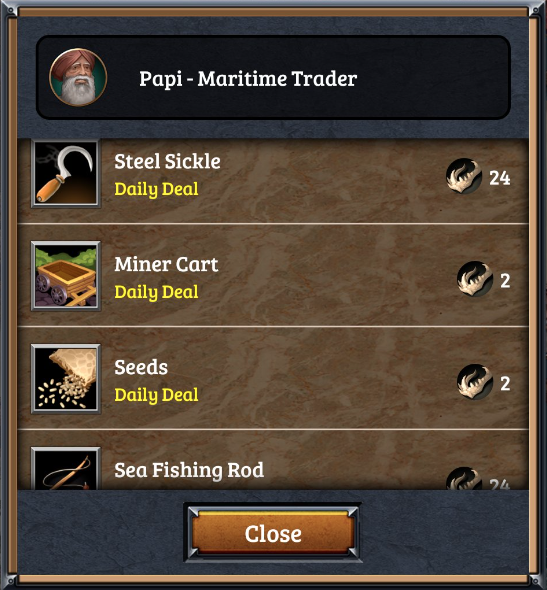 Papi - Maritime Trader
Steel Sickle
Daily Deal
24
Miner Cart
Daily Deal
2
Seeds
Daily Deal
2
Sea Fishing Rod
24
Close